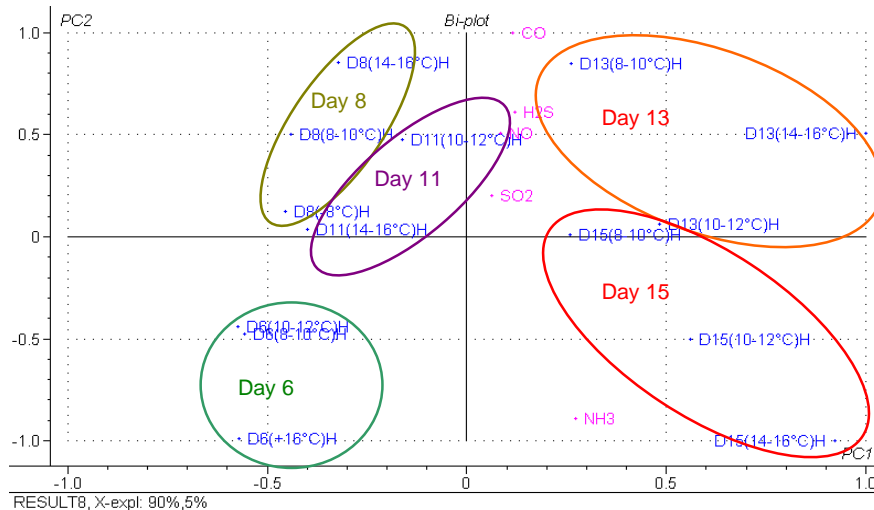 PC2
Bi-plot
CO
D8(14-16°C)H
D13(8-10°C)H
Day 8
H2S
Day 13
D8(8-10°C)H
D11(10-12°C)H
NO
D13(14-16°C)H
Day 11
SO2
D8(-8°C)H
D11(14-16°C)H
D13(10-12°C)H
D15(8-10°C)H
Day 15
D6(10-12°C)H
D6(8-10°C)H
D15(10-12°C)H
Day 6
NH3
D6(+16°C)H
D15(14-16°C)H
PC1
1.0
0.5
0
-0.5
-1.0
-1.0
-0.5
0
0.5
1.0
RESULT8, X-expl: 90%,5%